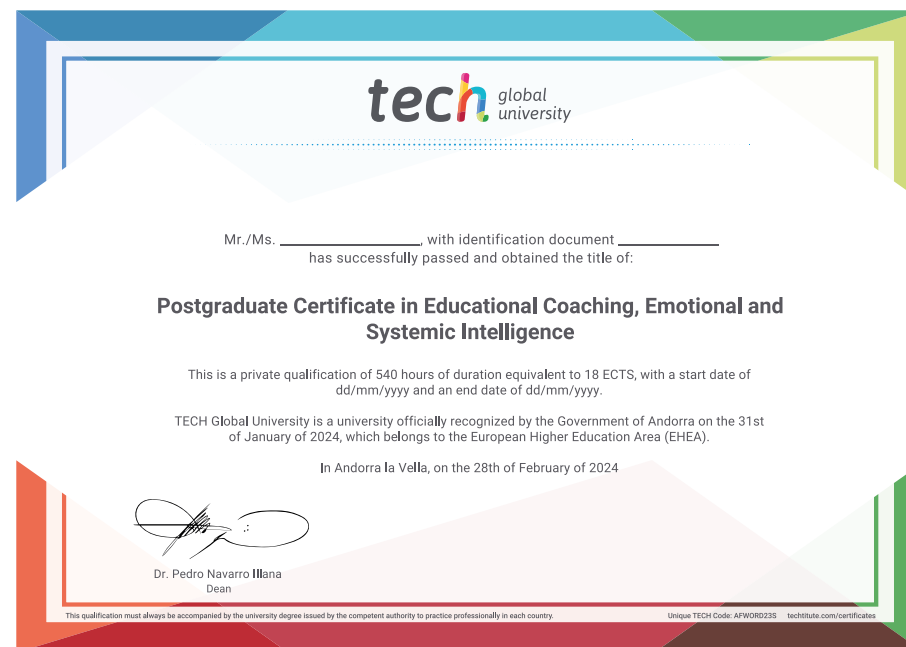 tech global
university
Mr./Ms. ____________, with identification document ____________
has successfully passed and obtained the title of:
Postgraduate Certificate in Educational Coaching, Emotional and
Systemic Intelligence
This is a private qualification of 540 hours of duration equivalent to 18 ECTS, with a start date of
dd/mm/yyyy and an end date of dd/mm/yyyy.
TECH Global University is a university officially recognized by the Government of Andorra on the 31st
of January of 2024, which belongs to the European Higher Education Area (EHEA).
In Andorra la Vella, on the 28th of February of 2024
Dr. Pedro Navarro Illana
Dean
This qualification must always be accompanied by the university degree issued by the competent authority to practice professionally in each country.
Unique TECH Code: AFWORD23S techtitute.com/certificates